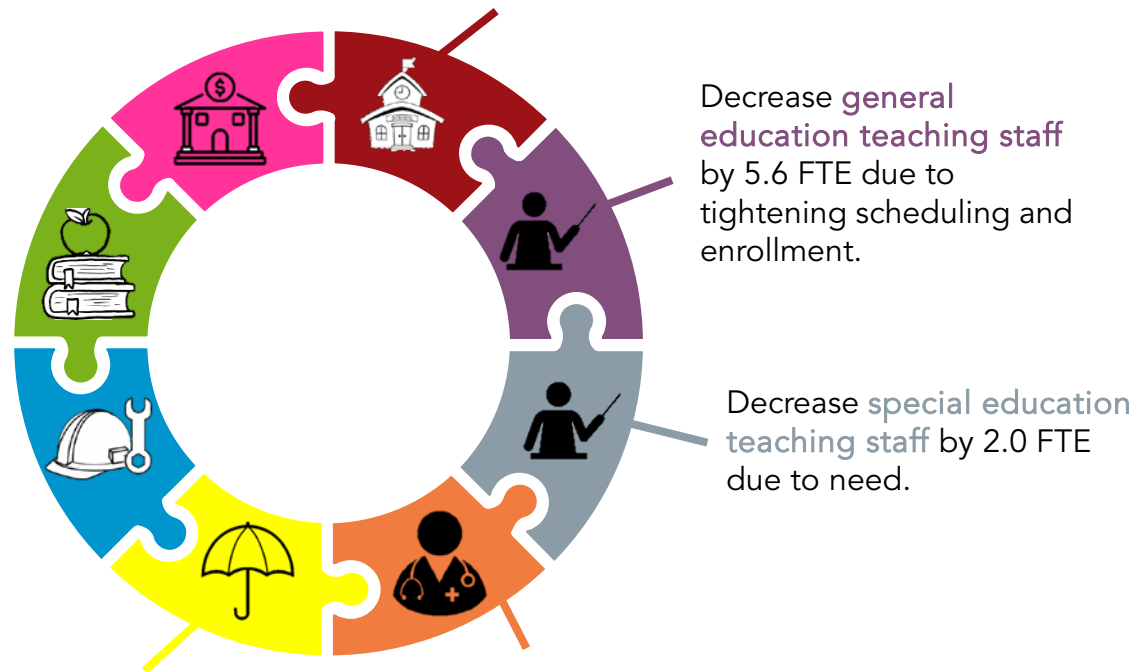 $
Decrease general
education teaching staff
by 5.6 FTE due to
tightening scheduling and
enrollment.
Decrease special education
teaching staff by 2.0 FTE
due to need.